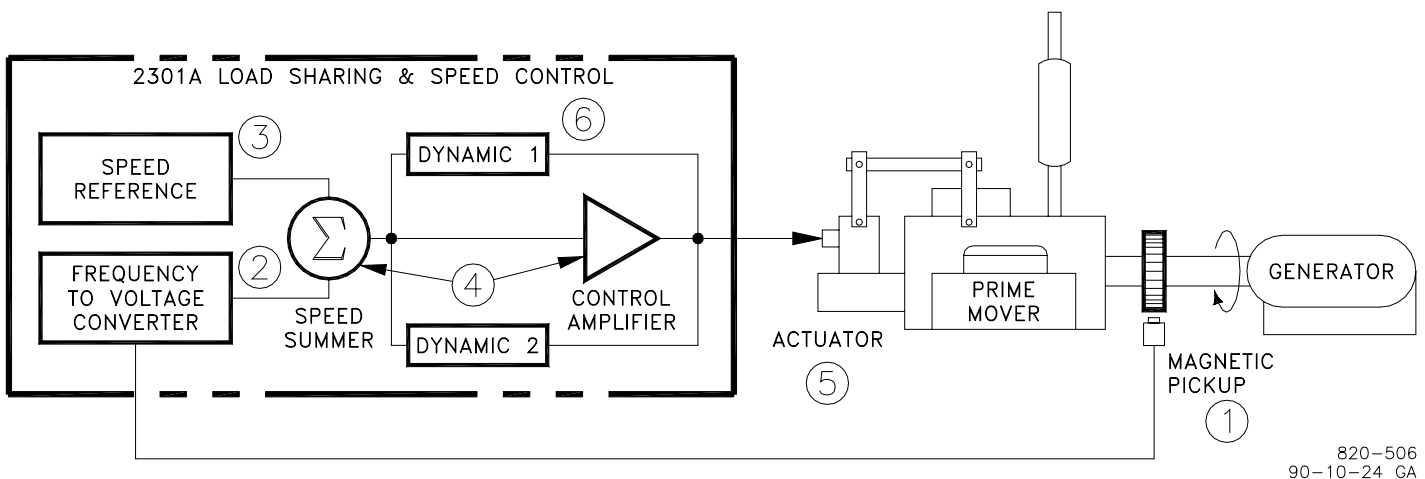 2301A LOAD SHARING & SPEED CONTROL
6
3
SPEED
REFERENCE
DYNAMIC 1
Σ
2
FREQUENCY
TO VOLTAGE
CONVERTER
4
SPEED
SUMMER
CONTROL
AMPLIFIER
DYNAMIC 2
ACTUATOR
5
PRIME
MOVER
GENERATOR
MAGNETIC
PICKUP
1
820-506
90-10-24 GA